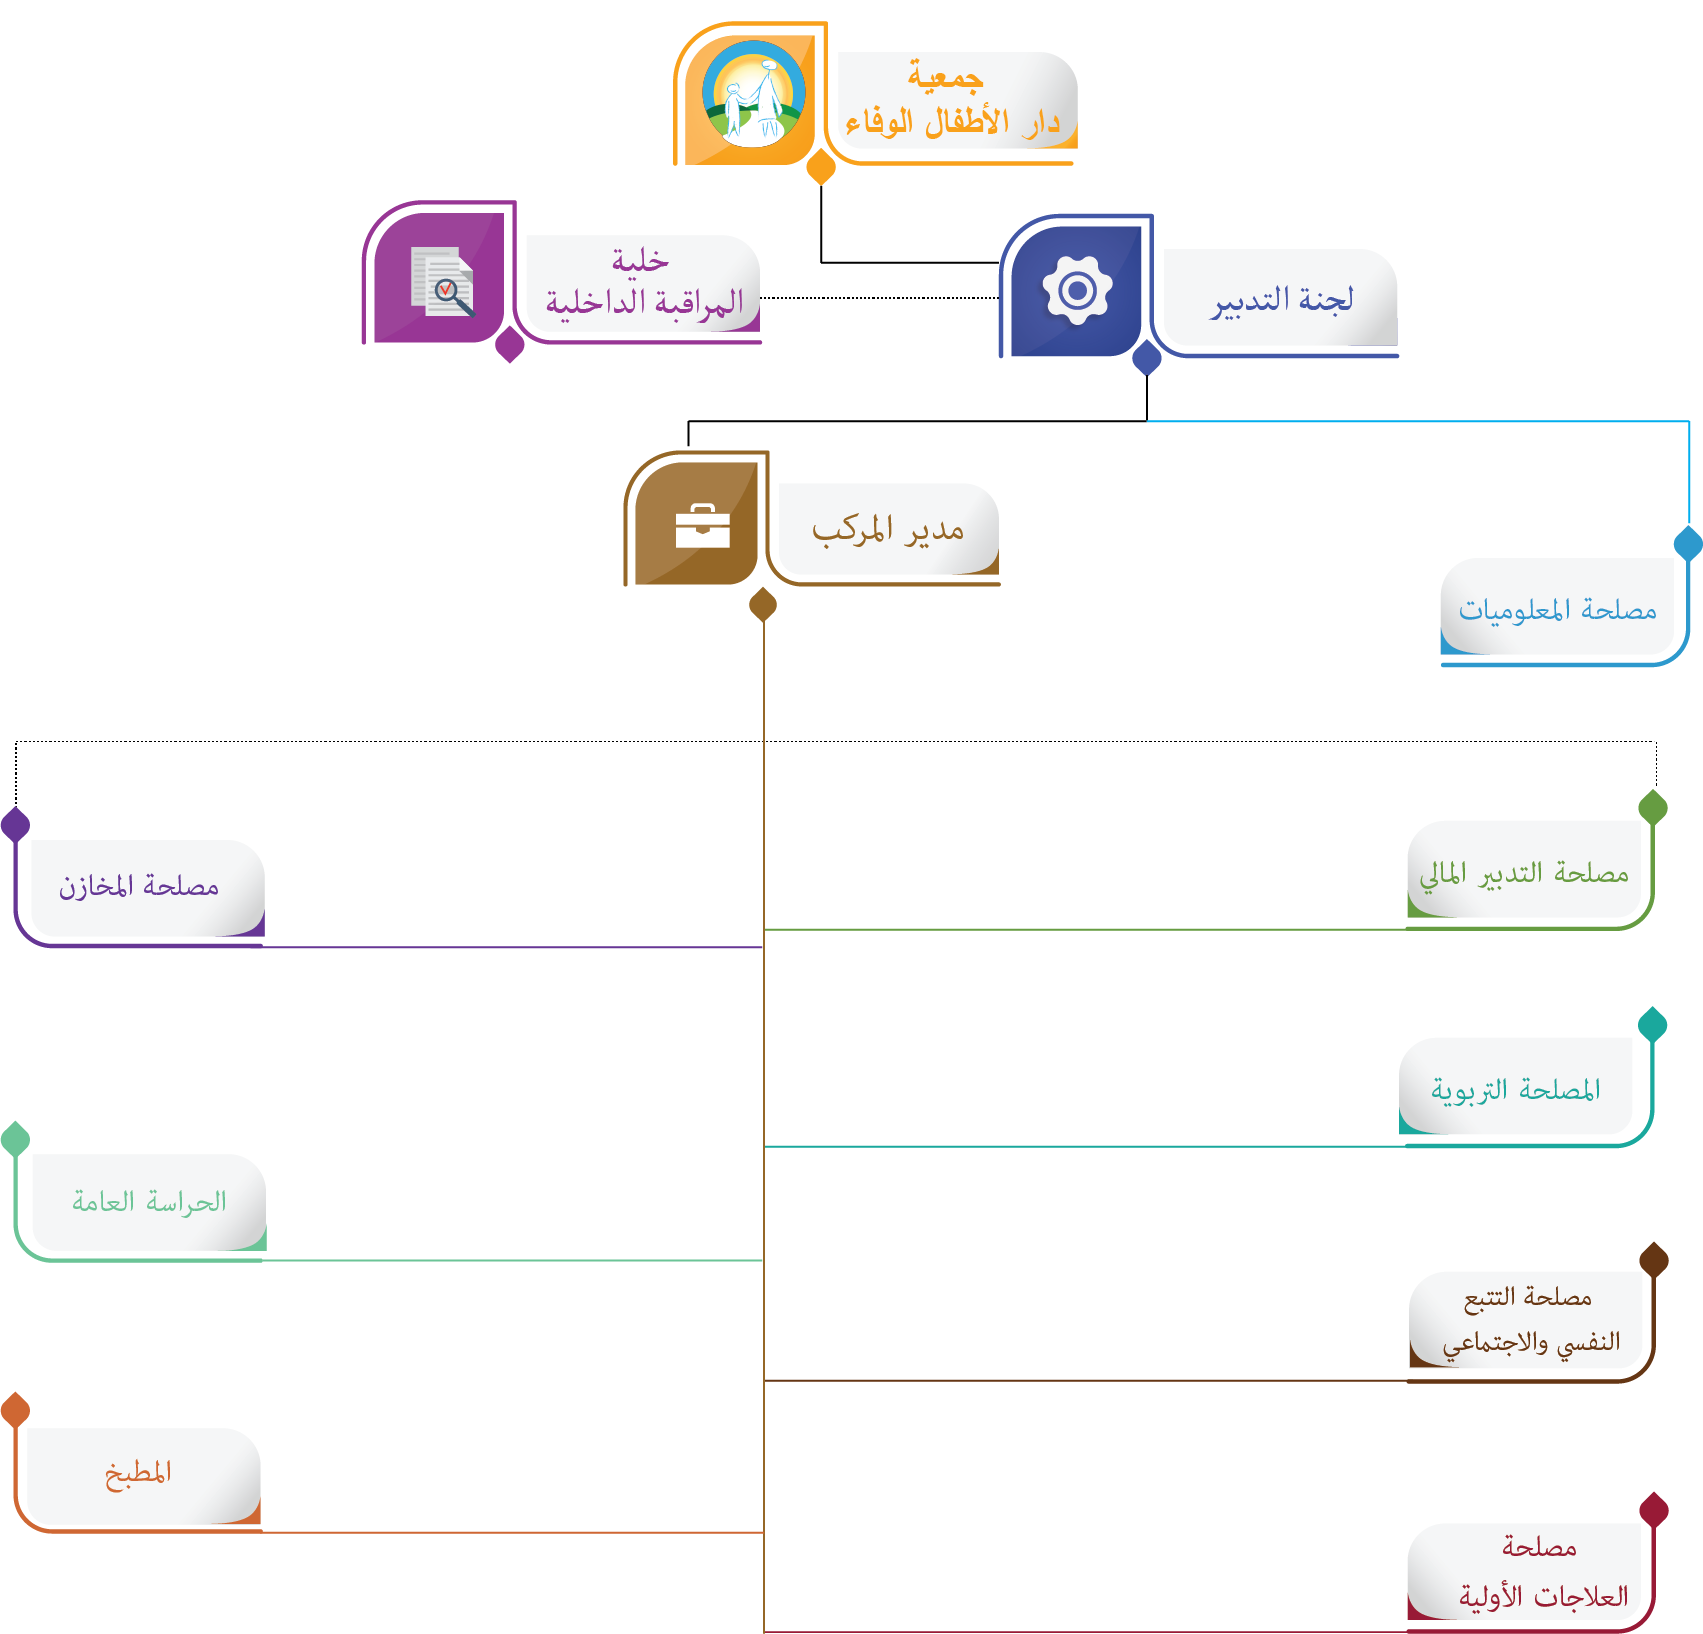 جمعية
دار الأطفال الوفاء
خلية
المراقبة الداخلية
لجنة التدبير
مدير المركب
مصلحة المعلوميات
مصلحة التدبير المالي
مصلحة المخازن
المصلحة التربوية
الحراسة العامة
مصلحة التتبع
النفسي والاجتماعي
المطبخ
مصلحة
العلاجات الأولية